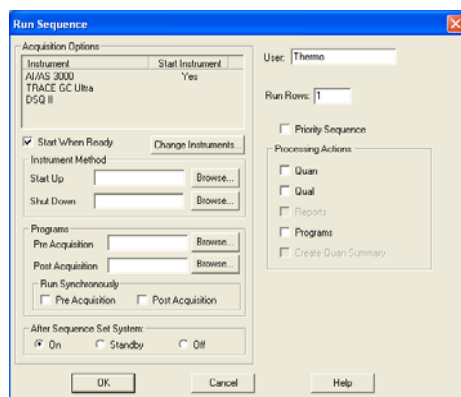 Run Sequence
Acquisition Options
Instrument Start Instrument
AI/AS 3000 Yes
TRACE GC Ultra
DSQ II
Start When Ready Change Instruments...
Instrument Method
Start Up Browse...
Shut Down Browse...
Programs
Pre Acquisition Browse...
Post Acquisition Browse...
Run Synchronously
Pre Acquisition Post Acquisition
After Sequence Set System:
On Standby Off
User: Thermo
Run Rows: 1
Priority Sequence
Processing Actions
Quan
Qual
Reports
Programs
Create Quan Summary
OK Cancel Help